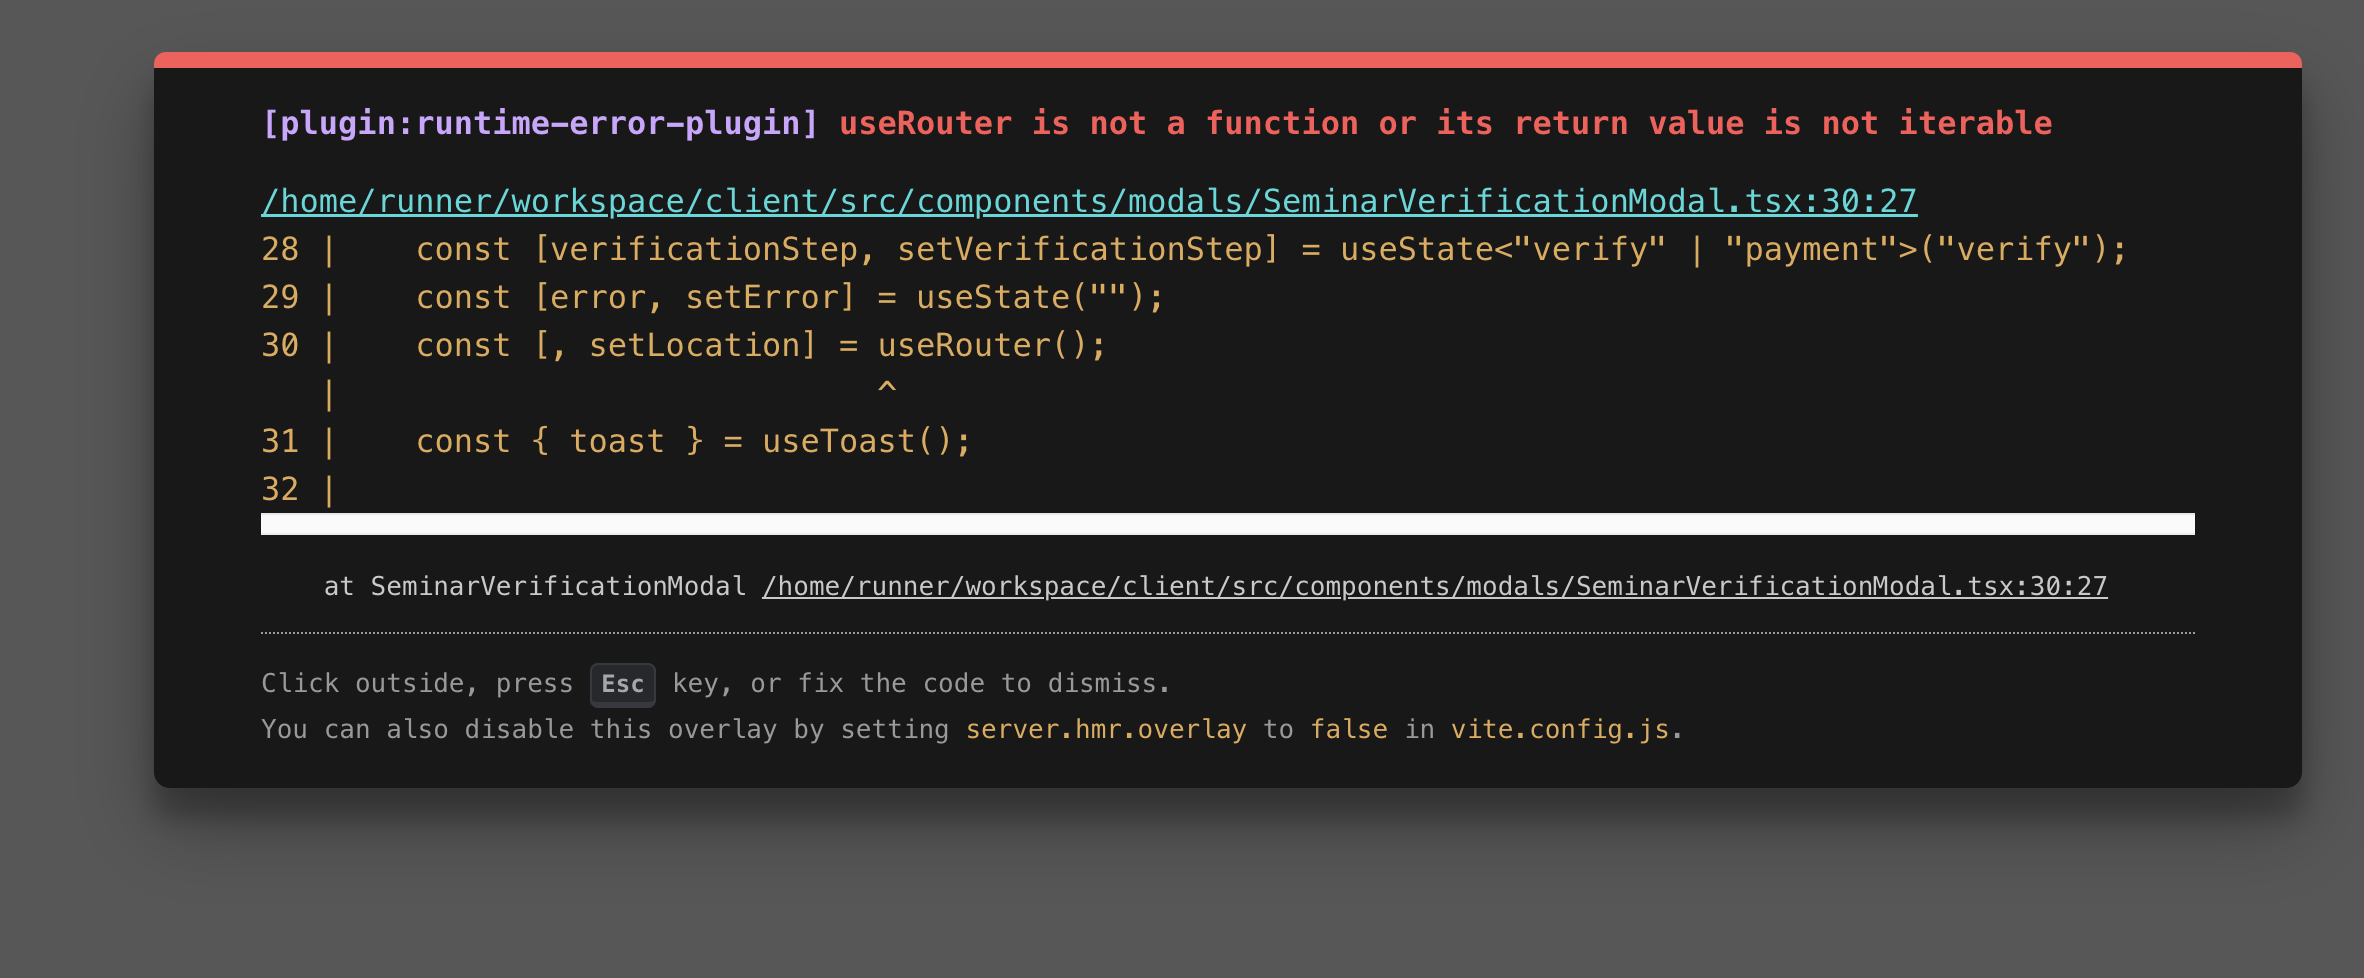 [plugin:runtime-error-plugin] useRouter is not a function or its return value is not iterable
/home/runner/workspace/client/src/components/modals/SeminarVerificationModal.tsx:30:27
28 |    const [verificationStep, setVerificationStep] = useState<"verify" | "payment">("verify");
29 |    const [error, setError] = useState("");
30 |    const [, setLocation] = useRouter();
   |                            ^
31 |    const { toast } = useToast();
32 |
at SeminarVerificationModal /home/runner/workspace/client/src/components/modals/SeminarVerificationModal.tsx:30:27
Click outside, press Esc key, or fix the code to dismiss.
You can also disable this overlay by setting server.hmr.overlay to false in vite.config.js.